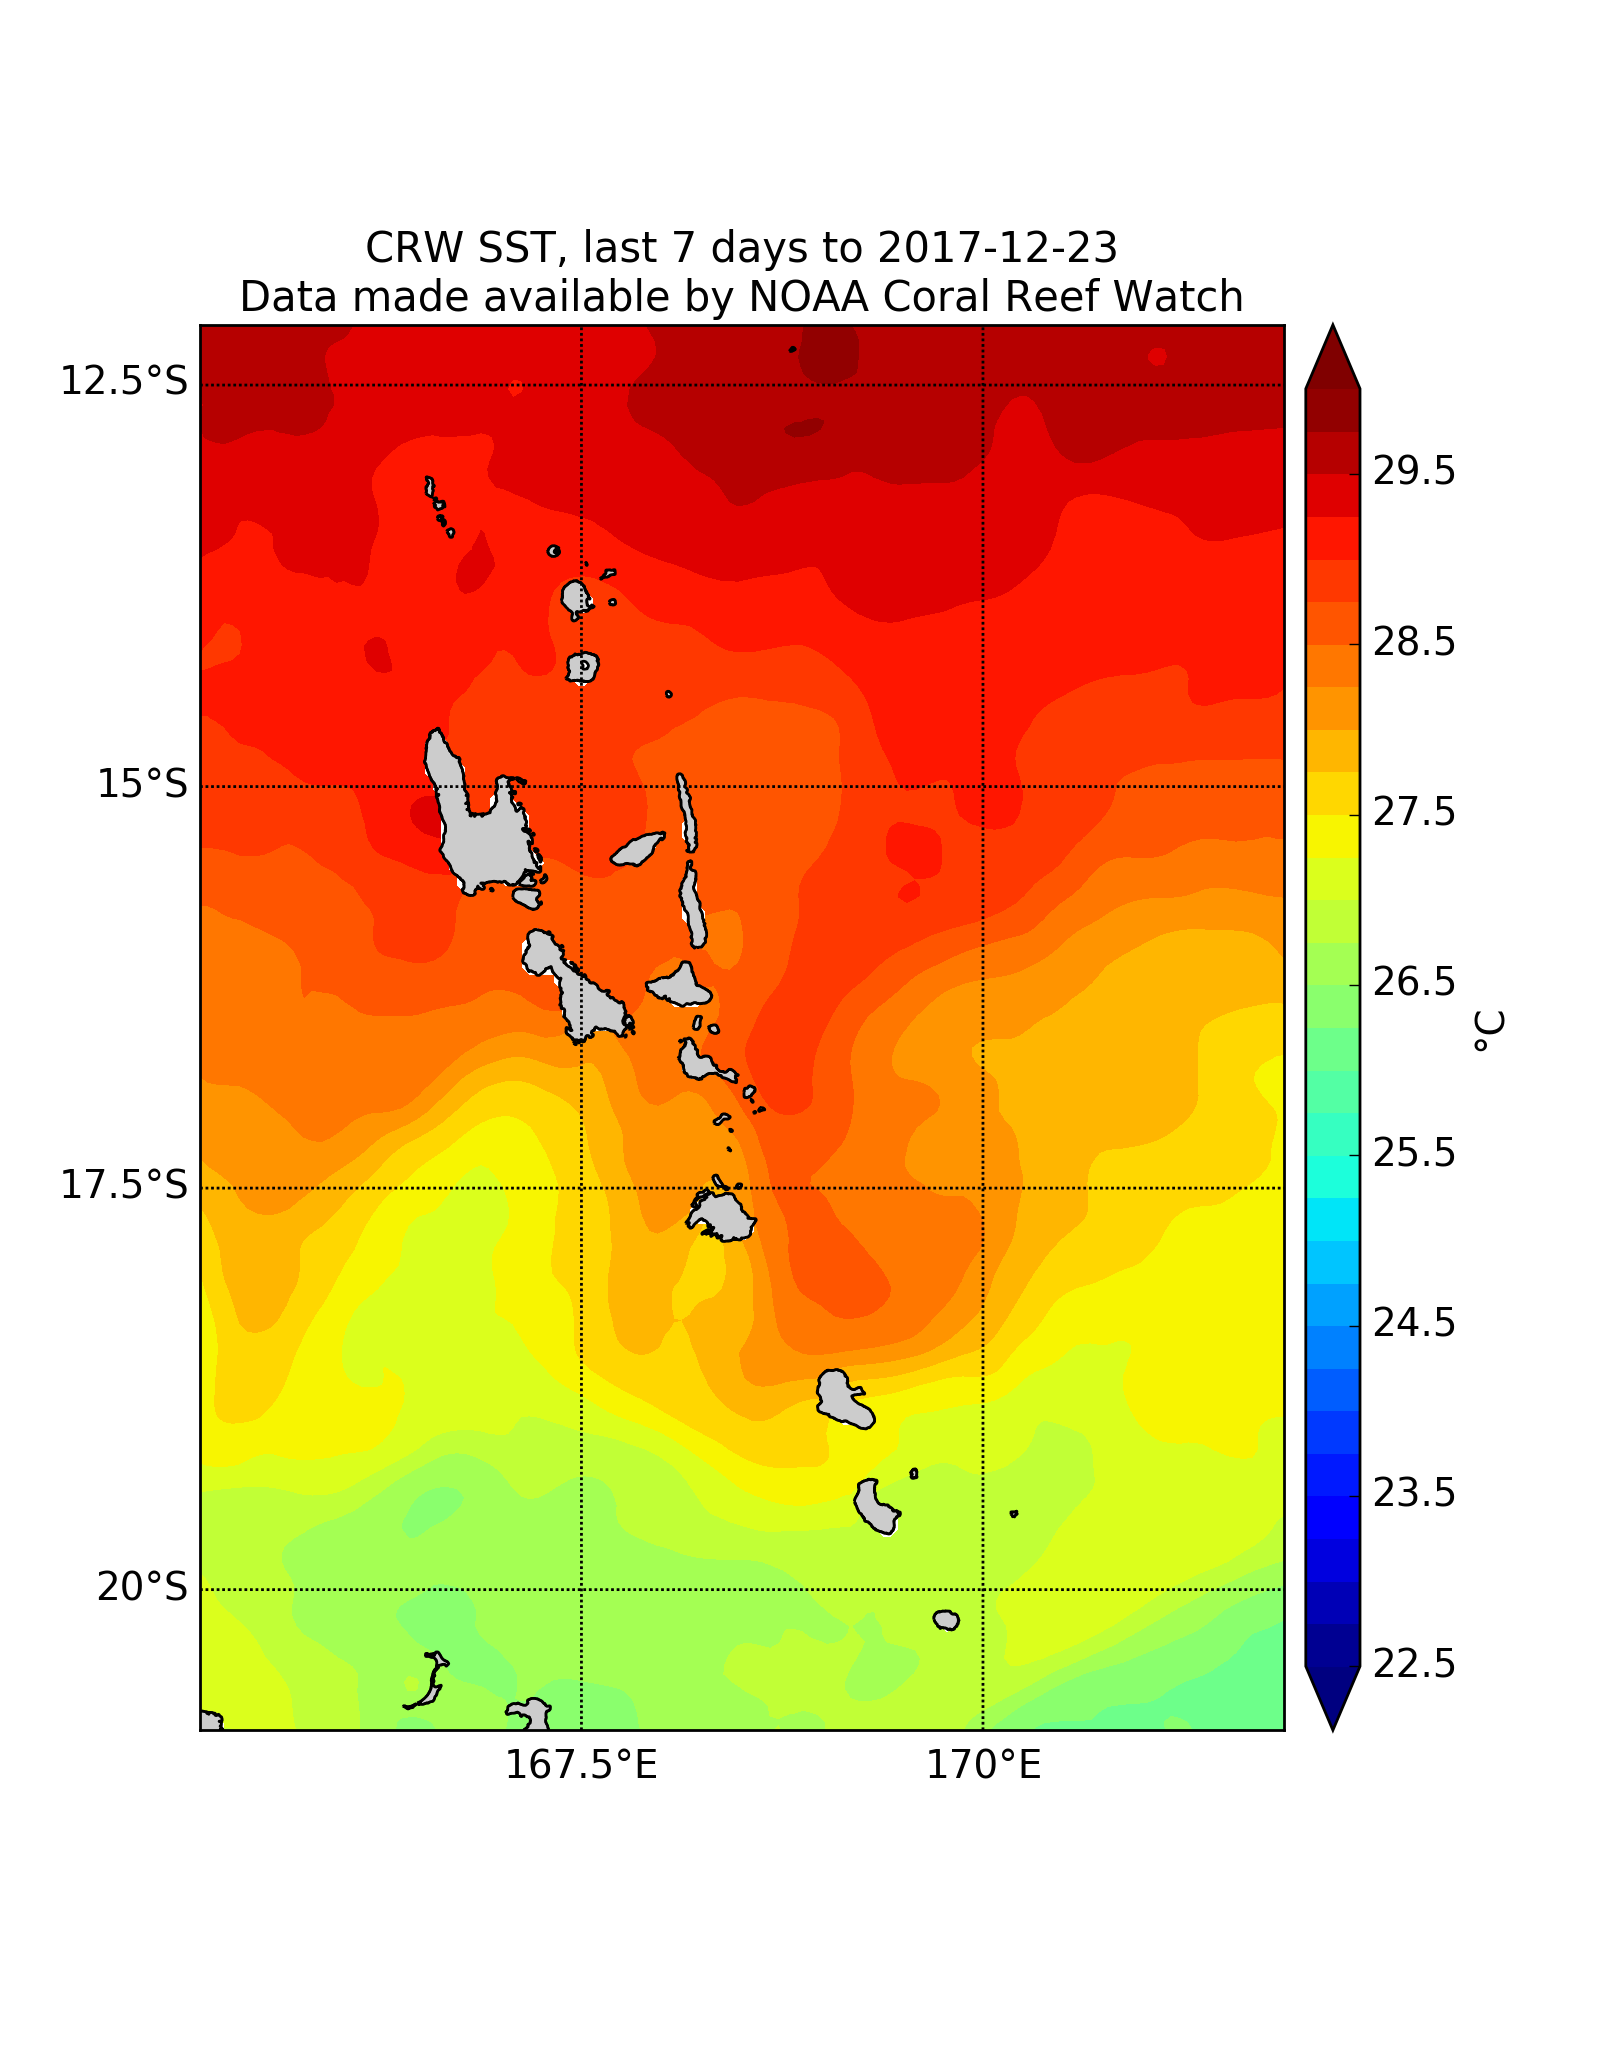 CRW SST, last 7 days to 2017-12-23
Data made available by NOAA Coral Reef Watch
12.5°S
15°S
17.5°S
20°S
167.5°E
170°E
29.5
28.5
27.5
26.5
25.5
24.5
23.5
22.5
°C